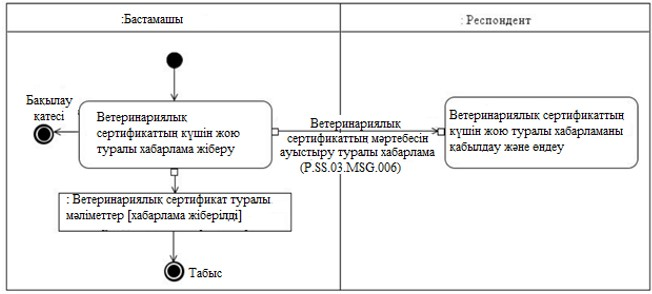 :Бастамашы
: Респондент
Бақылау
катесі
Ветеринариялық
сертификаттың күшін жою
туралы хабарлама жіберу
Ветеринариялық
сертификаттың мәртебесін
ауыстыру туралы хабарлама
(P.SS.03.MSG.006)
Ветеринариялық сертификаттың
күшін жою туралы хабарламаны
қабылдау және өңдеу
: Ветеринариялық сертификат туралы
мәліметтер [хабарлама жіберілді]
Табыс